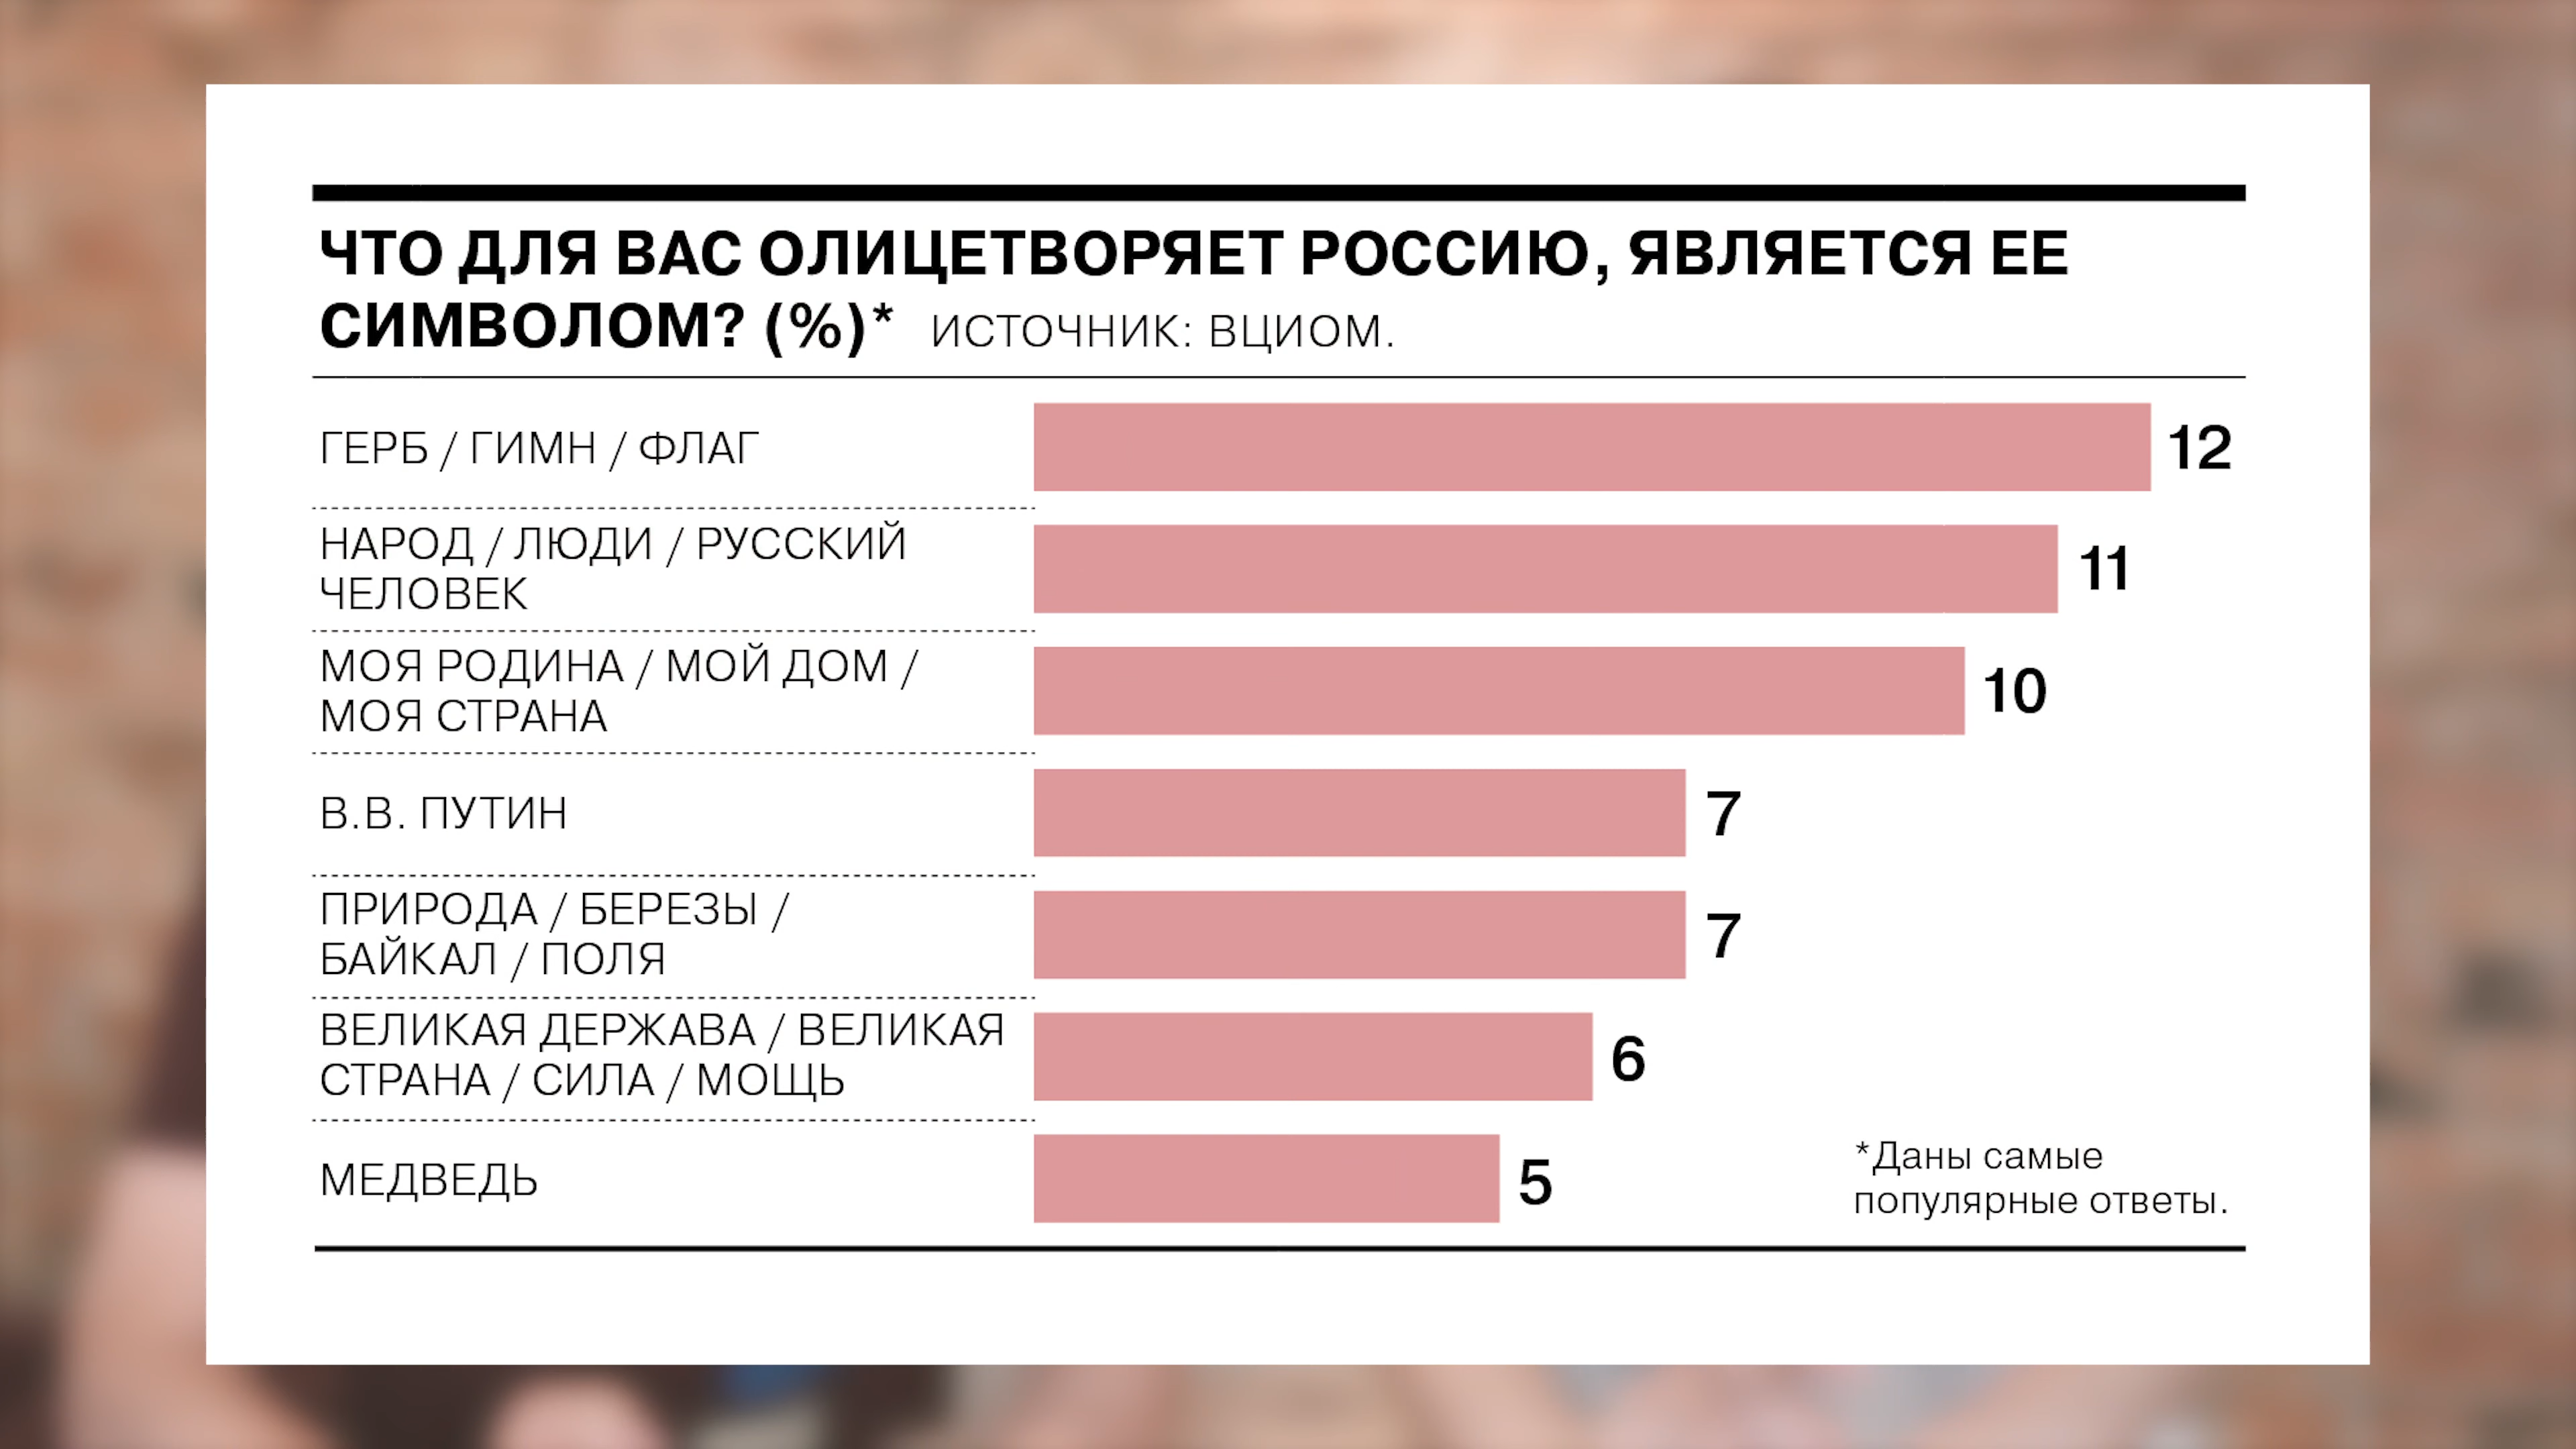 ЧТО ДЛЯ ВАС ОЛИЦЕТВОРЯЕТ РОССИЮ, ЯВЛЯЕТСЯ ЕЕ
СИМВОЛОМ? (%)* ИСТОЧНИК: ВЦИОМ.
ГЕРБ / ГИМН / ФЛАГ 12
НАРОД / ЛЮДИ / РУССКИЙ
ЧЕЛОВЕК 11
МОЯ РОДИНА / МОЙ ДОМ /
МОЯ СТРАНА 10
В.В. ПУТИН 7
ПРИРОДА / БЕРЕЗЫ /
БАЙКАЛ / ПОЛЯ 7
ВЕЛИКАЯ ДЕРЖАВА / ВЕЛИКАЯ
СТРАНА / СИЛА / МОЩЬ 6
МЕДВЕДЬ 5
*Даны самые
популярные ответы.